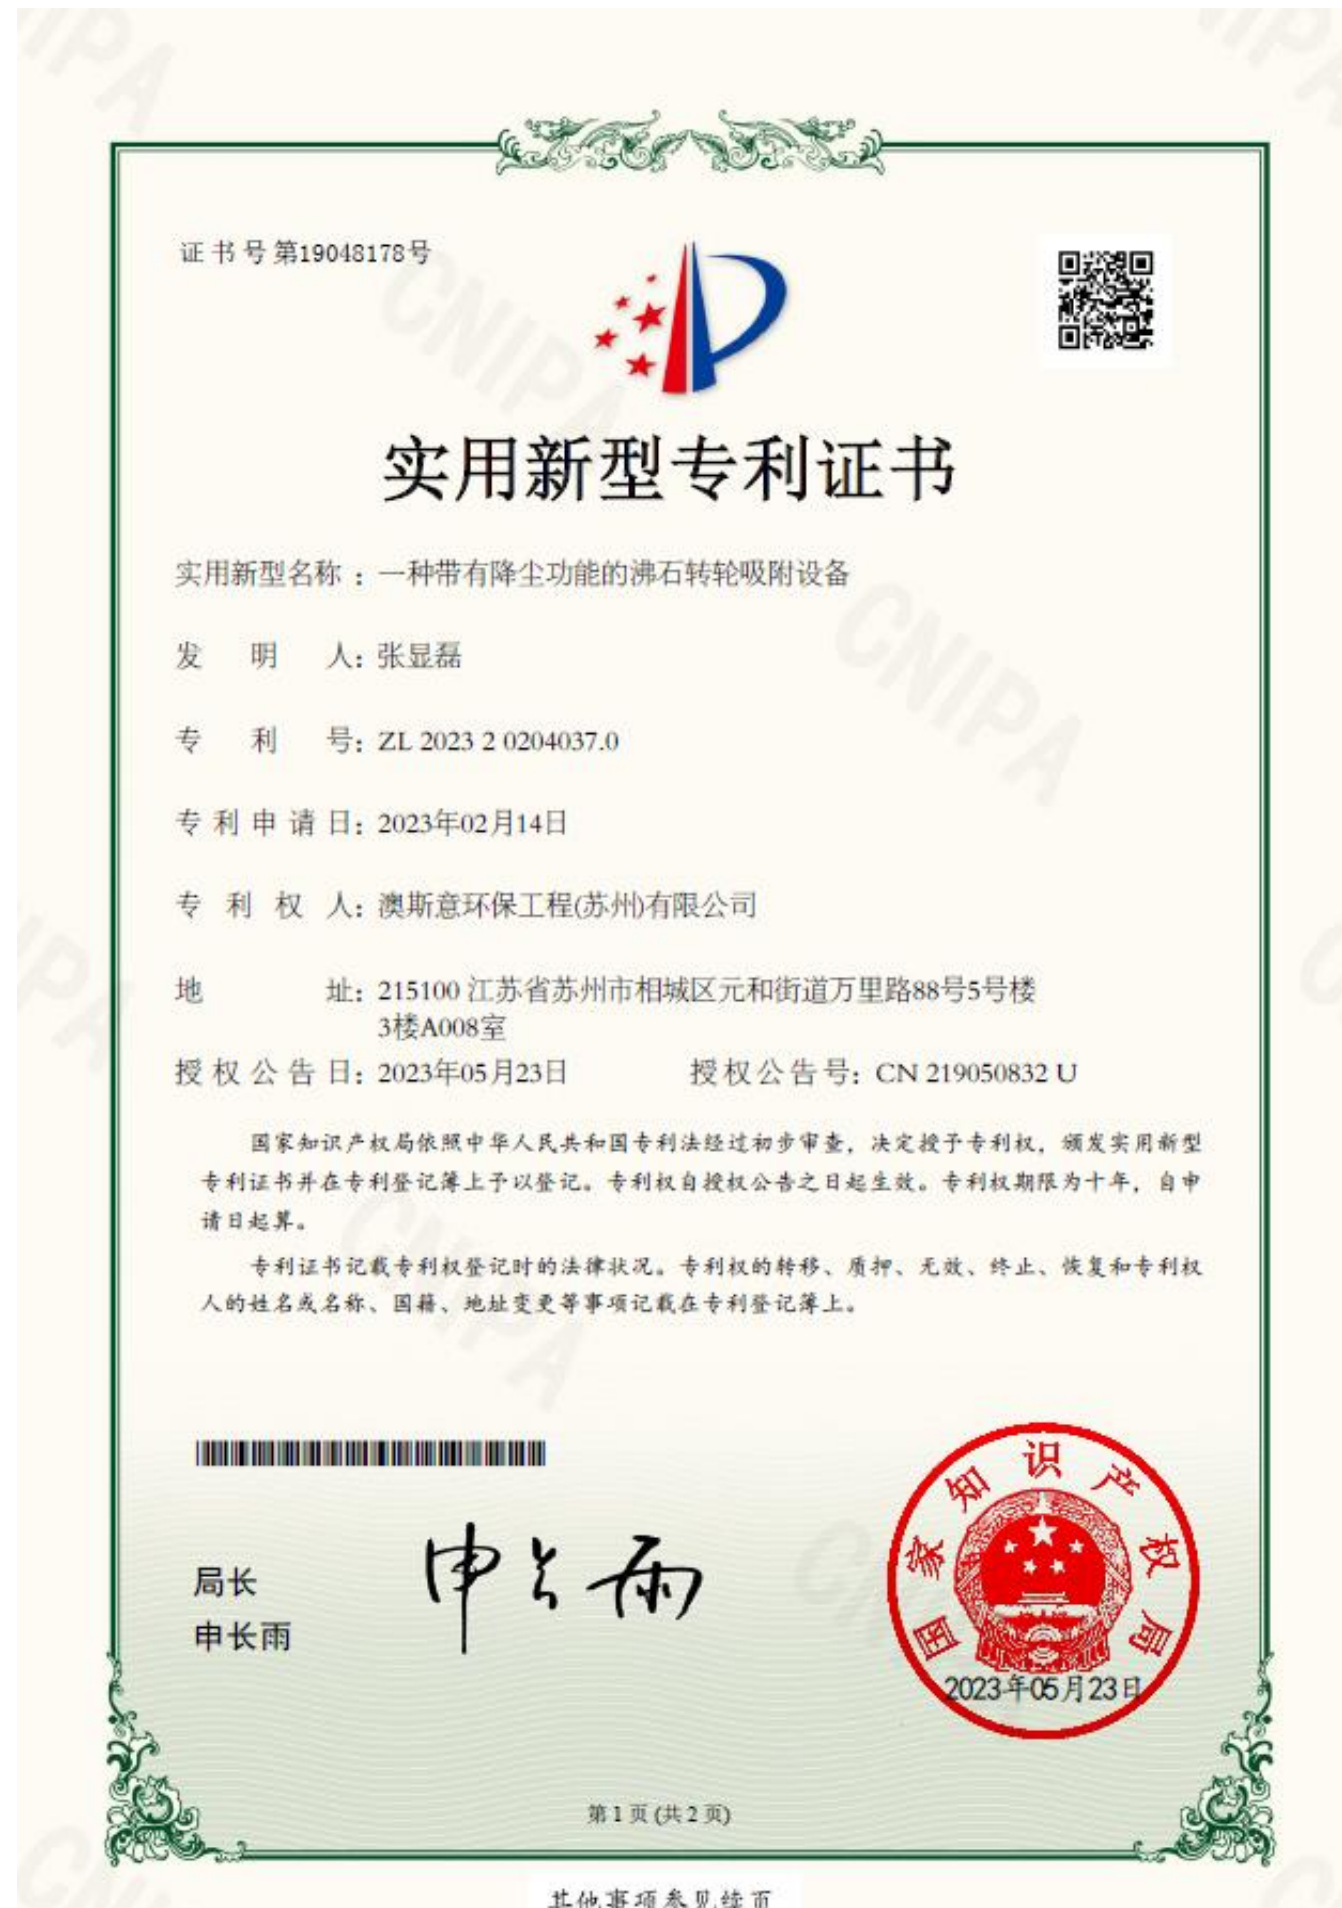 证书号第19048178号
实用新型专利证书
实用新型名称：一种带有降尘功能的沸石转轮吸附设备
发明人：张显磊
专利号：ZL 2023 2 0204037.0
专利申请日：2023年02月14日
专利权人：澳斯意环保工程(苏州)有限公司
地址：215100 江苏省苏州市相城区元和街道万里路88号5号楼
3楼A008室
授权公告日：2023年05月23日 授权公告号：CN 219050832 U
国家知识产权局依照中华人民共和国专利法经过初步审查，决定授予专利权，颁发实用新型
专利证书并在专利登记簿上予以登记。专利权自授权公告之日起生效。专利权期限为十年，自申
请日起算。
专利证书记载专利权登记时的法律状况。专利权的转移、质押、无效、终止、恢复和专利权
人的姓名或名称、国籍、地址变更等事项记载在专利登记簿上。
局长
申长雨
申长雨
国家知识产权局
2023年05月23日
第 1 页 (共 2 页)
其他事项参见续页
CNIPA
CNIPA
CNIPA
CNIPA